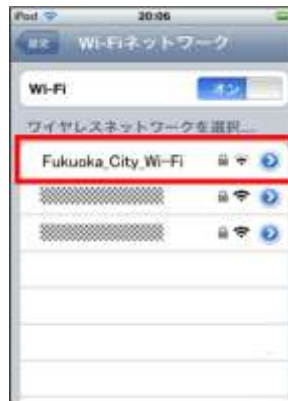 iPod 20:06
設定 Wi-Fiネットワーク
Wi-Fi オン
ワイヤレスネットワークを選択...
Fukuoka_City_Wi-Fi